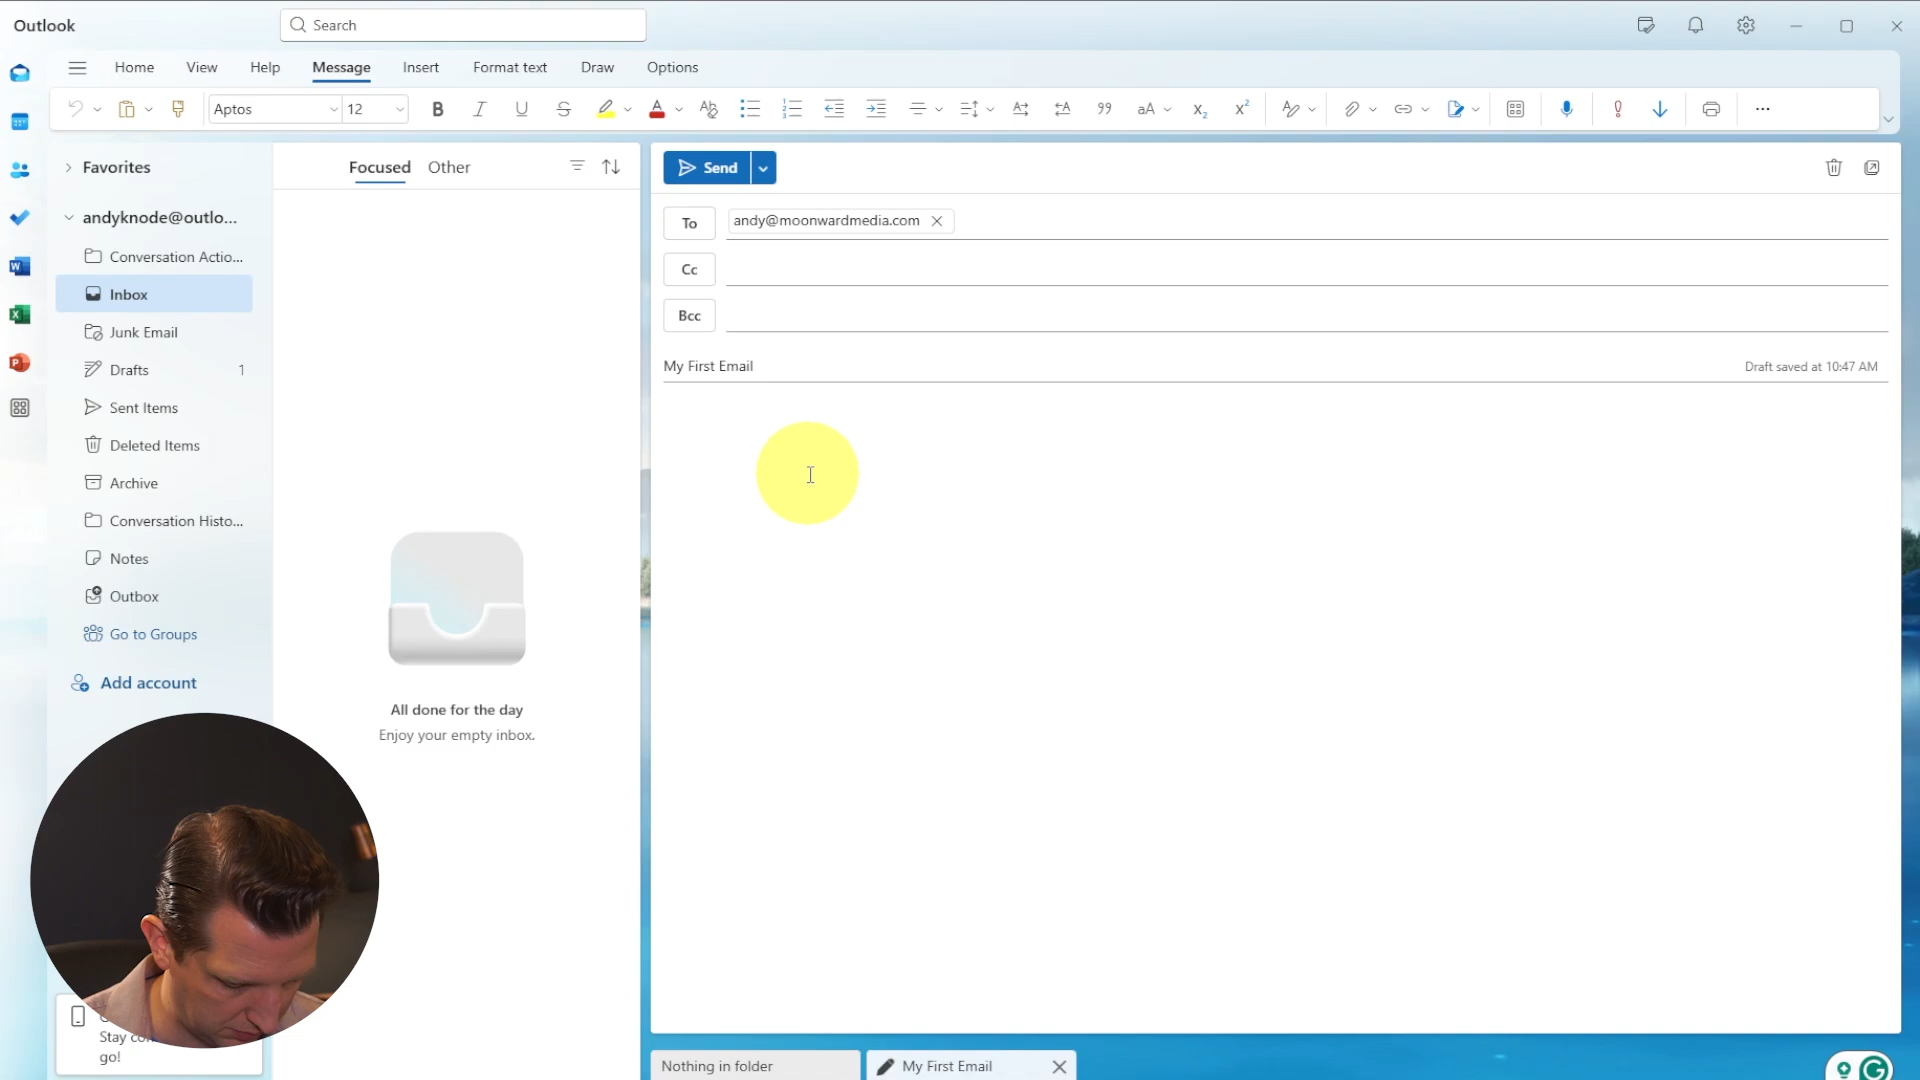 Outlook
Search
Home View Help Message Insert Format text Draw Options
Aptos 12
Favorites
Focused Other
Send
andyknode@outlo...
To andy@moonwardmedia.com
Conversation Actio...
Cc
Inbox
Bcc
Junk Email
My First Email Draft saved at 10:47 AM
Drafts 1
Sent Items
Deleted Items
Archive
Conversation Histo...
Notes
Outbox
Go to Groups
Add account
All done for the day
Enjoy your empty inbox.
Stay
go!
Nothing in folder My First Email